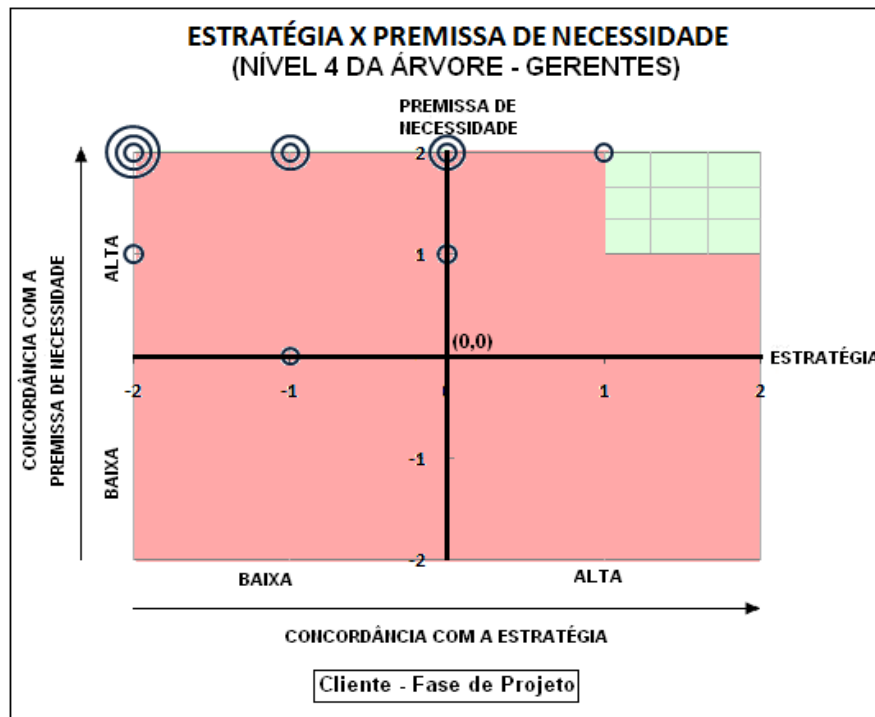 ESTRATÉGIA X PREMISSA DE NECESSIDADE
(NÍVEL 4 DA ÁRVORE - GERENTES)
PREMISSA DE
NECESSIDADE
2
1
(0,0)
ESTRATÉGIA
-2
-1
0
1
2
-1
-2
CONCORDÂNCIA COM A
PREMISSA DE NECESSIDADE
ALTA
BAIXA
BAIXA
ALTA
CONCORDÂNCIA COM A ESTRATÉGIA
Cliente - Fase de Projeto